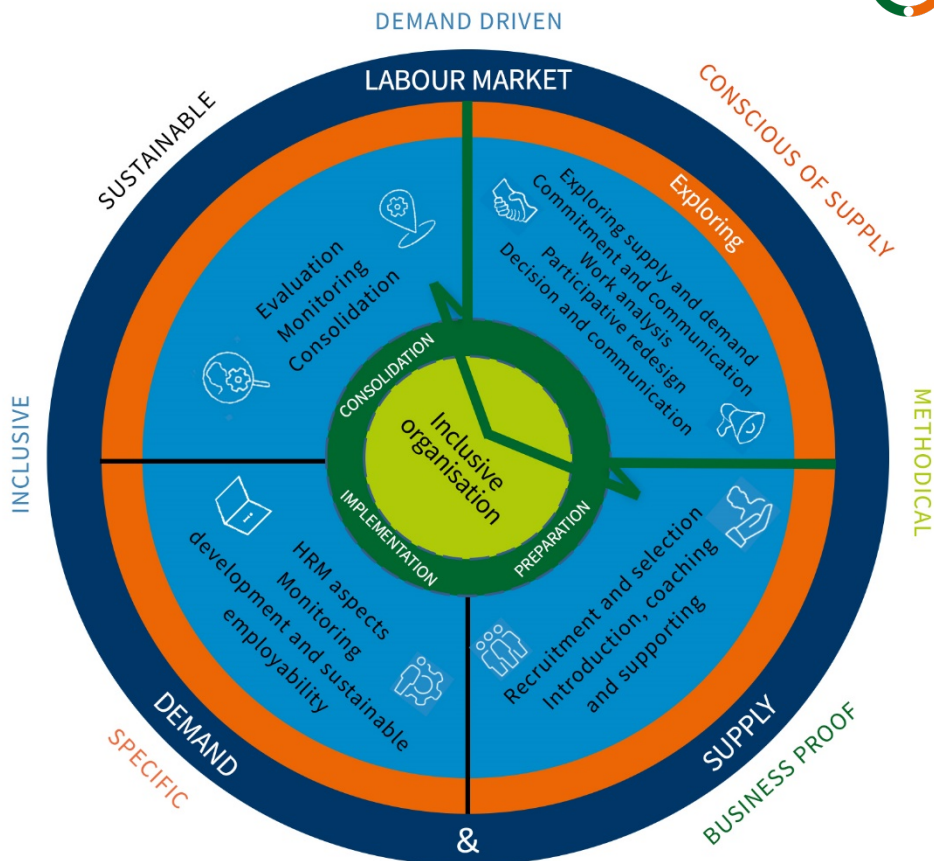 DEMAND DRIVEN
LABOUR MARKET
SUSTAINABLE
CONSCIOUS OF SUPPLY
Exploring
Exploring supply and demand
Commitment and communication
Work analysis
Participative redesign
Decision and communication
Evaluation
Monitoring
Consolidation
CONSOLIDATION
Inclusive
organisation
INCLUSIVE
METHODICAL
IMPLEMENTATION
PREPARATION
HRM aspects
Monitoring
development and sustainable
employability
Recruitment and selection
Introduction, coaching
and supporting
DEMAND
&
SUPPLY
SPECIFIC
BUSINESS PROOF